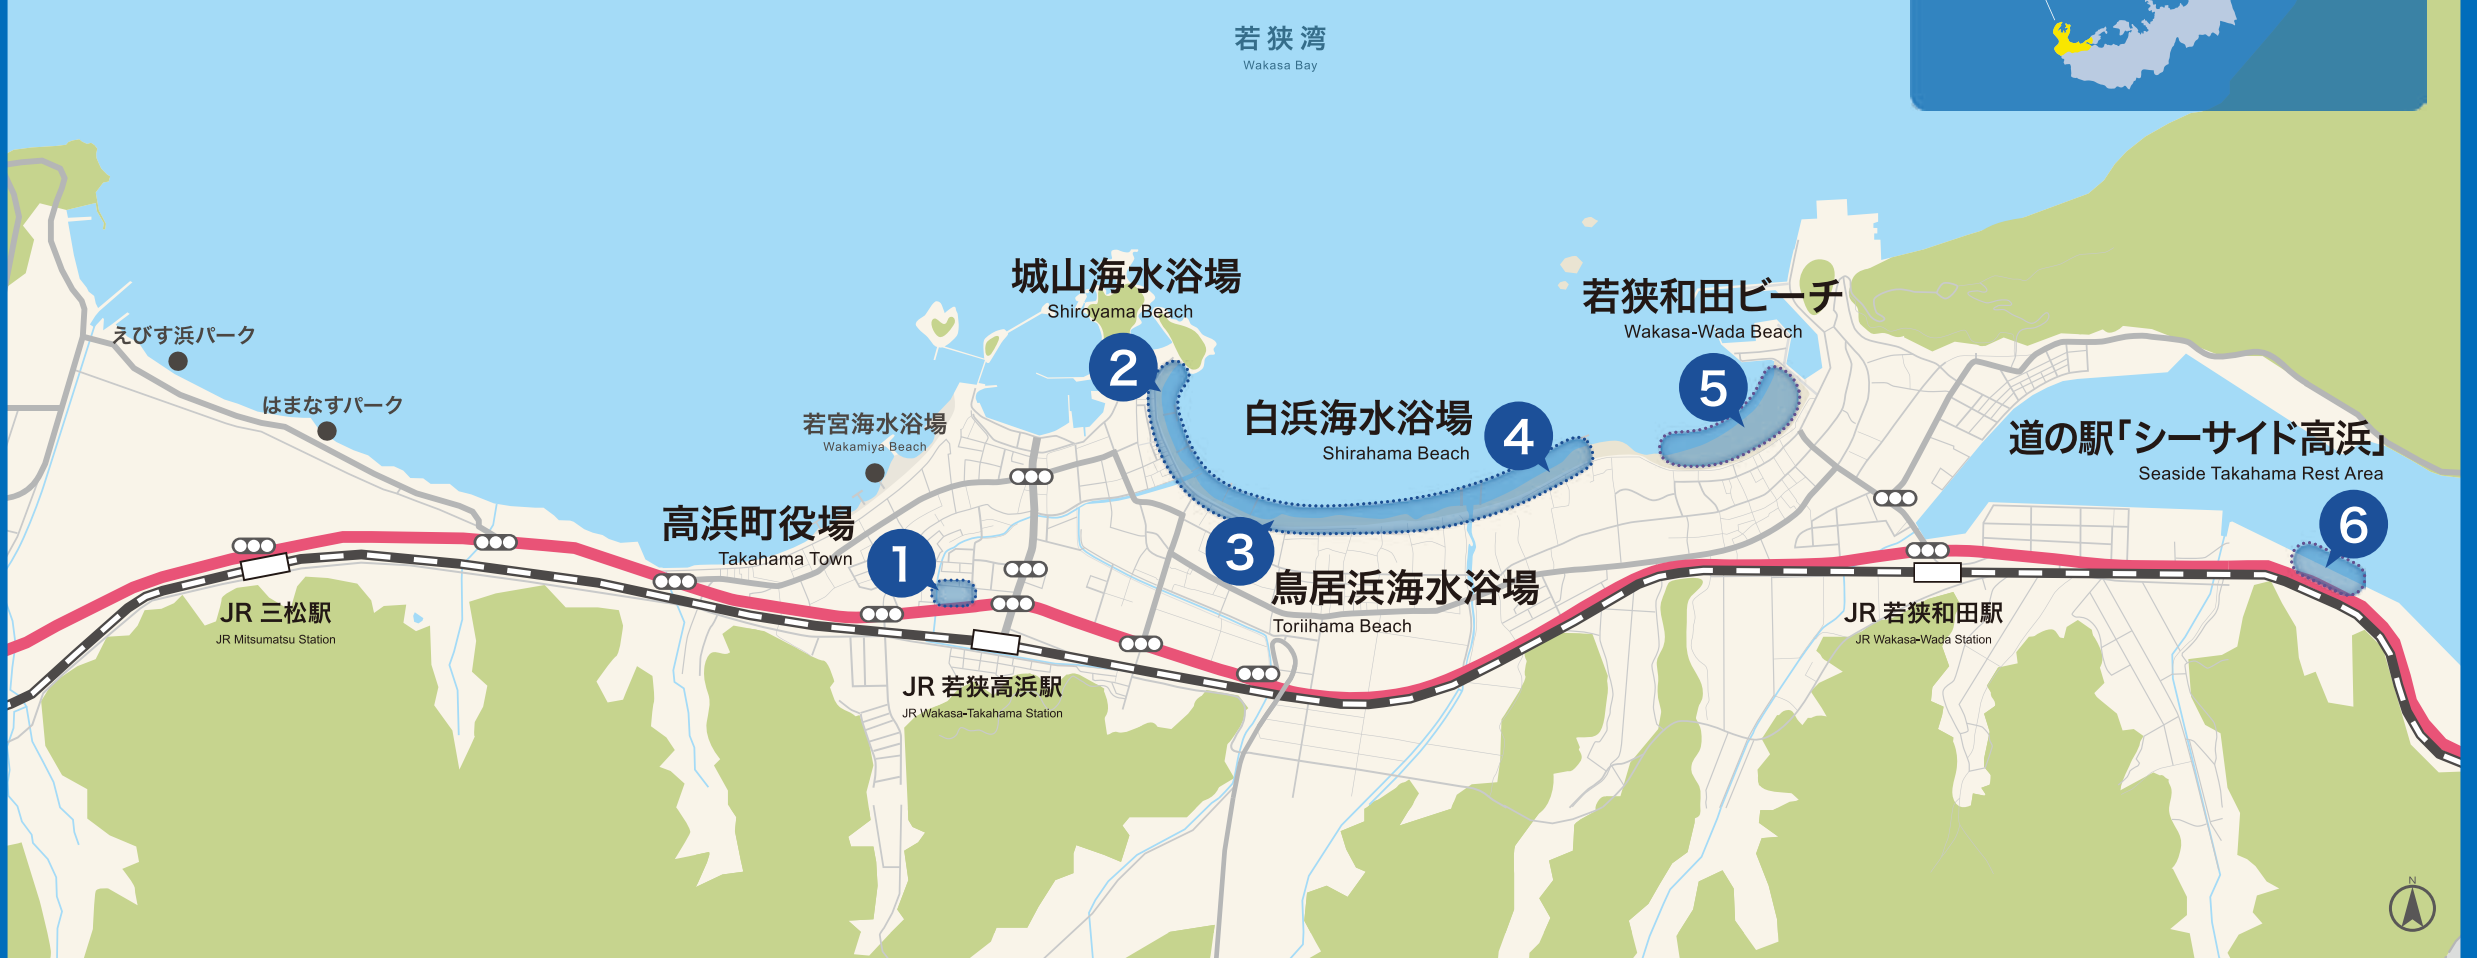 若狭湾
Wakasa Bay
城山海水浴場
Shiroyama Beach
2
若狭和田ビーチ
Wakasa-Wada Beach
5
えびす浜パーク
はまなすパーク
若宮海水浴場
Wakamiya Beach
白浜海水浴場
Shirahama Beach
4
道の駅「シーサイド高浜」
Seaside Takahama Rest Area
6
高浜町役場
Takahama Town
1
3
鳥居浜海水浴場
Toriihama Beach
JR 三松駅
JR Mitsumatsu Station
JR 若狭高浜駅
JR Wakasa-Takahama Station
JR 若狭和田駅
JR Wakasa-Wada Station
N